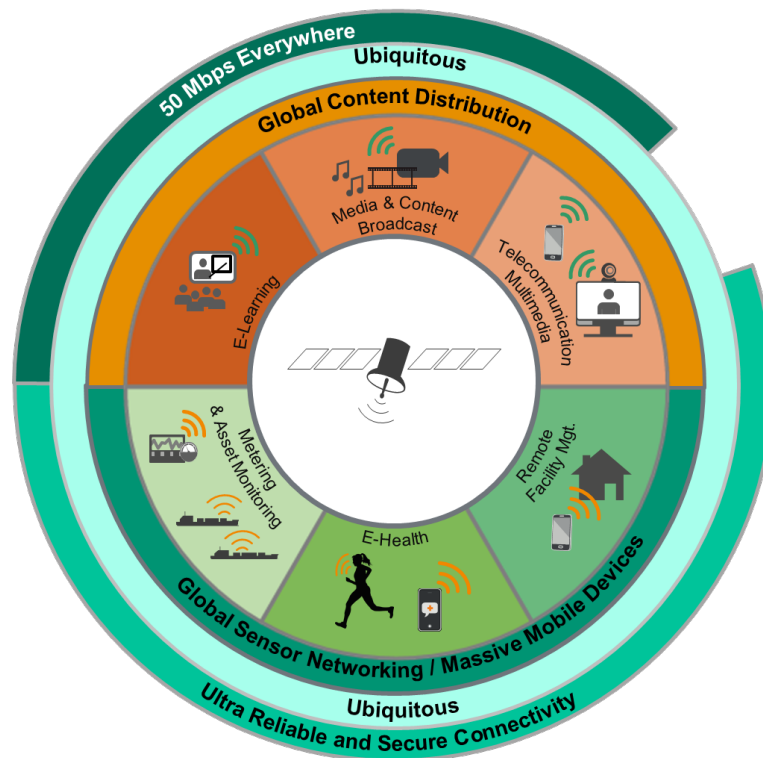 50 Mbps Everywhere
Ubiquitous
Global Content Distribution
Media & Content
Broadcast
Telecommunication
Multimedia
E-Learning
Metering
& Asset Monitoring
Remote
Facility Mgt.
E-Health
Global Sensor Networking / Massive Mobile Devices
Ubiquitous
Ultra Reliable and Secure Connectivity